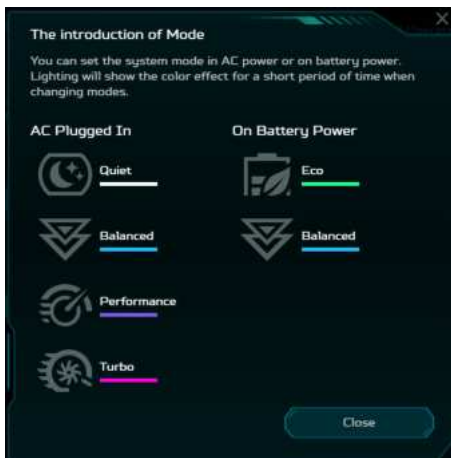 The introduction of Mode
You can set the system mode in AC power or on battery power.
Lighting will show the color effect for a short period of time when
changing modes.
AC Plugged In
On Battery Power
Quiet
Eco
Balanced
Balanced
Performance
Turbo
Close